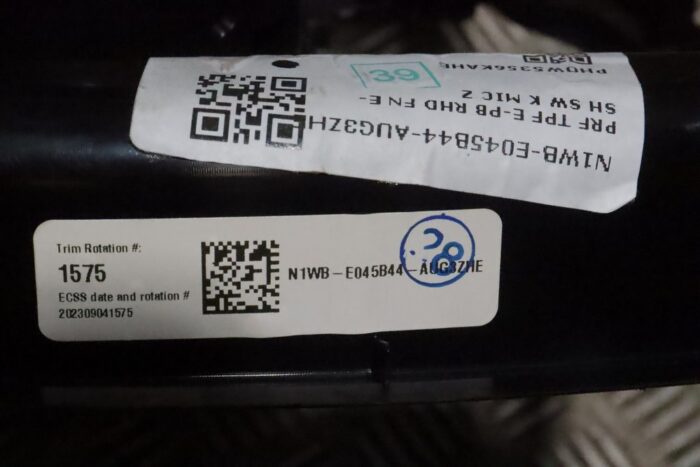 N1WB-E045B44-AUG3ZH
PRF TPF E-PB RHD FN E-
SH SW K MIC Z
PHQW5356KAHE
39
Trim Rotation #:
1575
ECSS date and rotation #
202309041575
N1WB-E045B44-AUG3ZHE